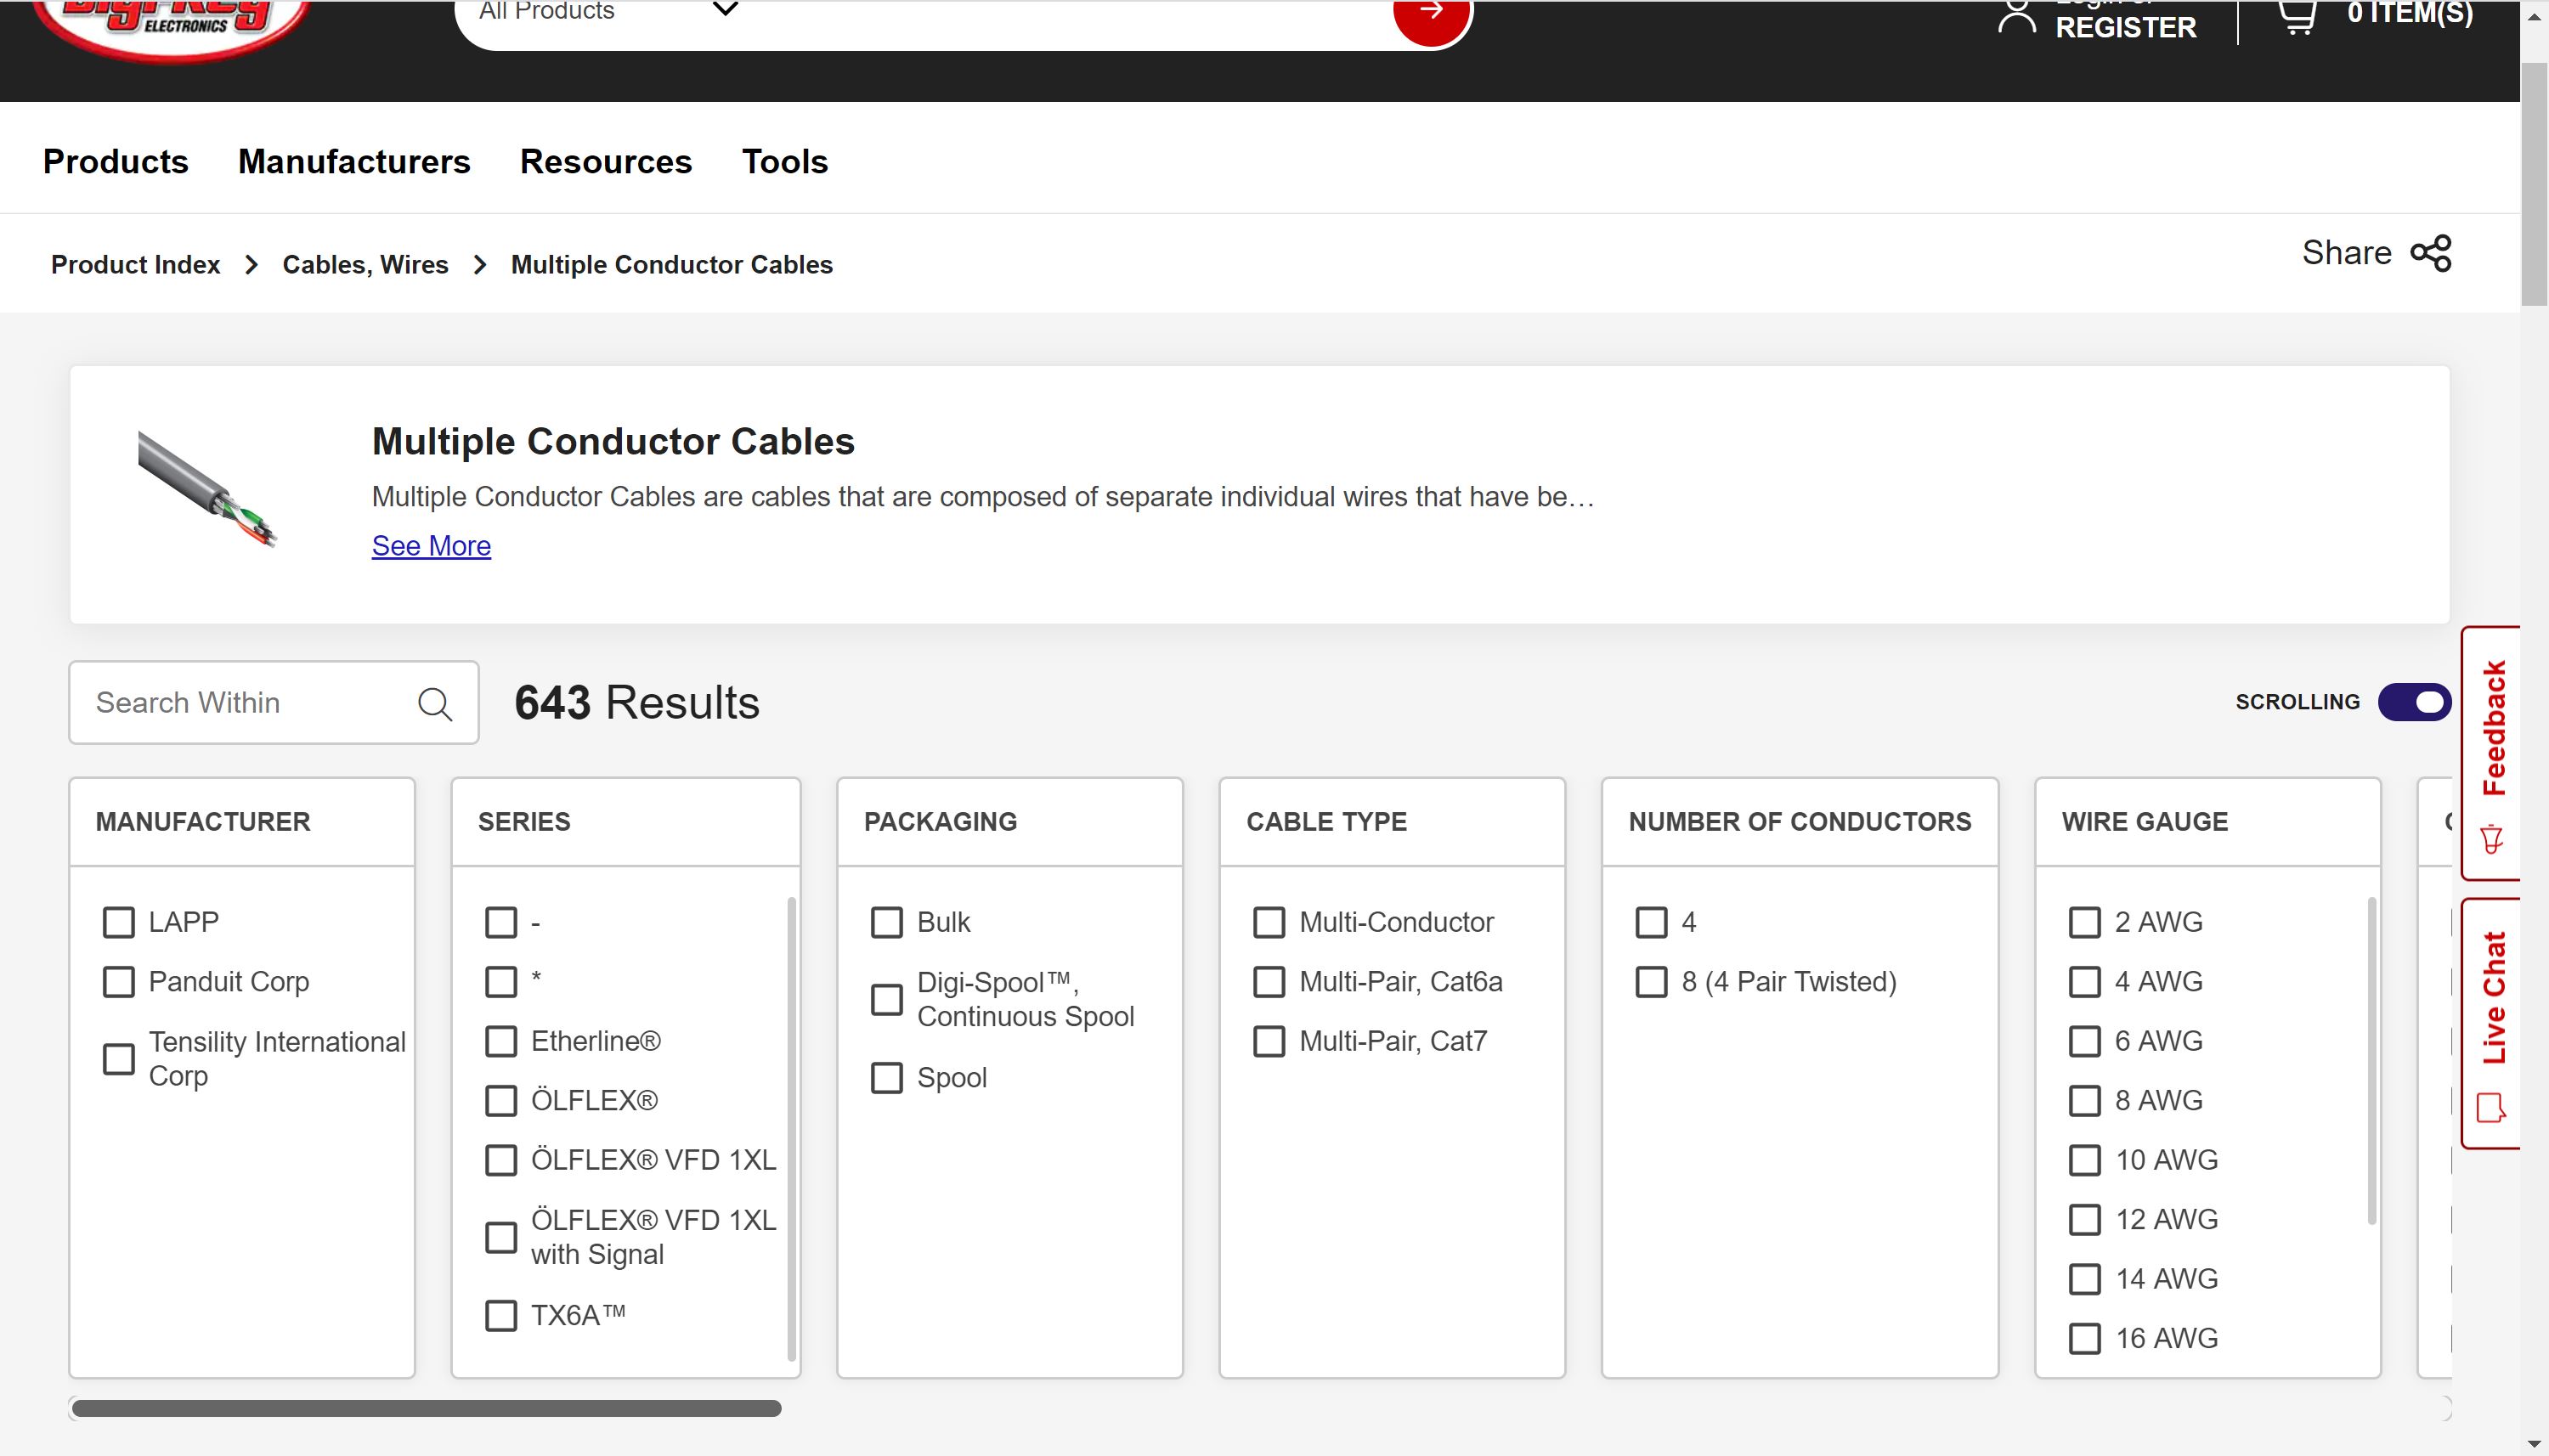 ELECTRONICS
All Products
REGISTER
0 ITEM(S)
Products Manufacturers Resources Tools
Product Index Cables, Wires Multiple Conductor Cables
Share
Multiple Conductor Cables
Multiple Conductor Cables are cables that are composed of separate individual wires that have be…
See More
Search Within
643 Results
SCROLLING
Feedback
Live Chat
MANUFACTURER
LAPP
Panduit Corp
Tensility International
Corp
SERIES
-
*
Etherline®
ÖLFLEX®
ÖLFLEX® VFD 1XL
ÖLFLEX® VFD 1XL
with Signal
TX6A™
PACKAGING
Bulk
Digi-Spool™,
Continuous Spool
Spool
CABLE TYPE
Multi-Conductor
Multi-Pair, Cat6a
Multi-Pair, Cat7
NUMBER OF CONDUCTORS
4
8 (4 Pair Twisted)
WIRE GAUGE
2 AWG
4 AWG
6 AWG
8 AWG
10 AWG
12 AWG
14 AWG
16 AWG